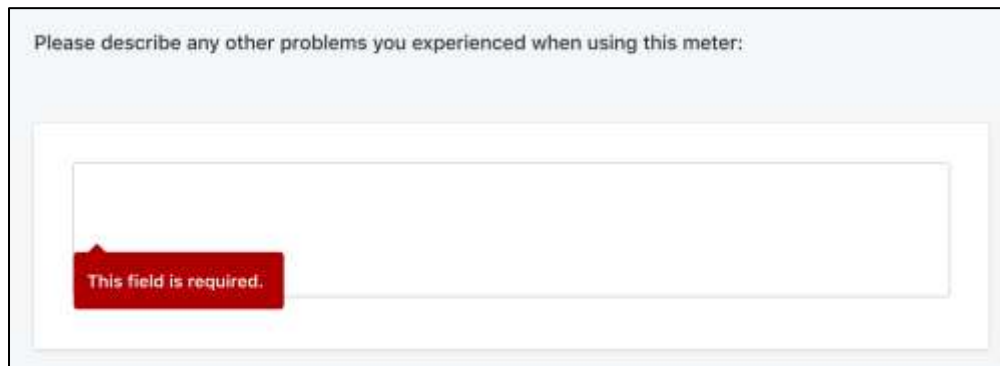 Please describe any other problems you experienced when using this meter:
This field is required.